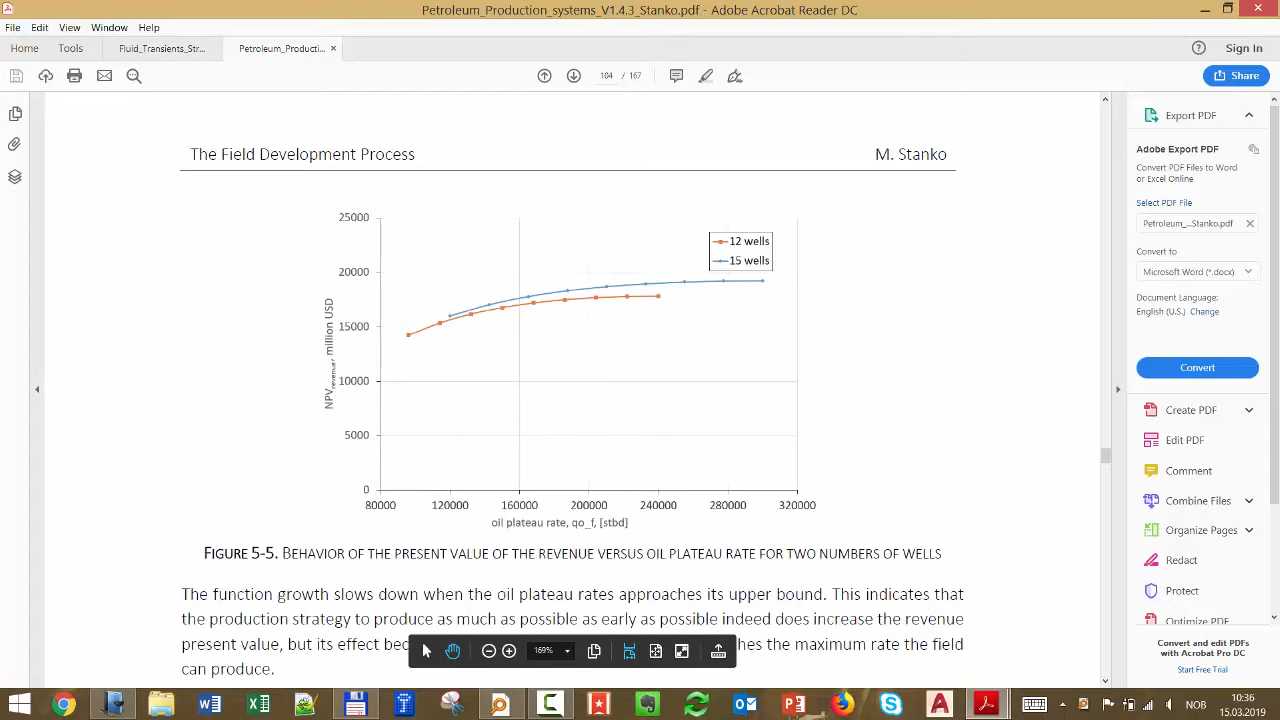 Petroleum_Production_systems_V1.4.3_Stanko.pdf - Adobe Acrobat Reader DC
File Edit View Window Help
Home Tools Fluid_Transients_Str... Petroleum_Producti... × Sign In
104 / 167 Share
Export PDF
The Field Development Process M. Stanko
Adobe Export PDF
Convert PDF Files to Word
or Excel Online
Select PDF File
Petroleum_...Stanko.pdf
Convert to
Microsoft Word (*.docx)
Document Language:
English (U.S.) Change
Convert
Create PDF
Edit PDF
Comment
Combine Files
Organize Pages
Redact
Protect
Optimize PDF
Convert and edit PDFs
with Acrobat Pro DC
Start Free Trial
25000
20000
15000
10000
5000
0
NPVrevenue, million USD
12 wells
15 wells
80000 120000 160000 200000 240000 280000 320000
oil plateau rate, qo_f, [stbd]
FIGURE 5-5. BEHAVIOR OF THE PRESENT VALUE OF THE REVENUE VERSUS OIL PLATEAU RATE FOR TWO NUMBERS OF WELLS
The function growth slows down when the oil plateau rates approaches its upper bound. This indicates that
the production strategy to produce as much as possible as early as possible indeed does increase the revenue
present value, but its effect bec hes the maximum rate the field
can produce.
169%
NOR
10:36
15.03.2019